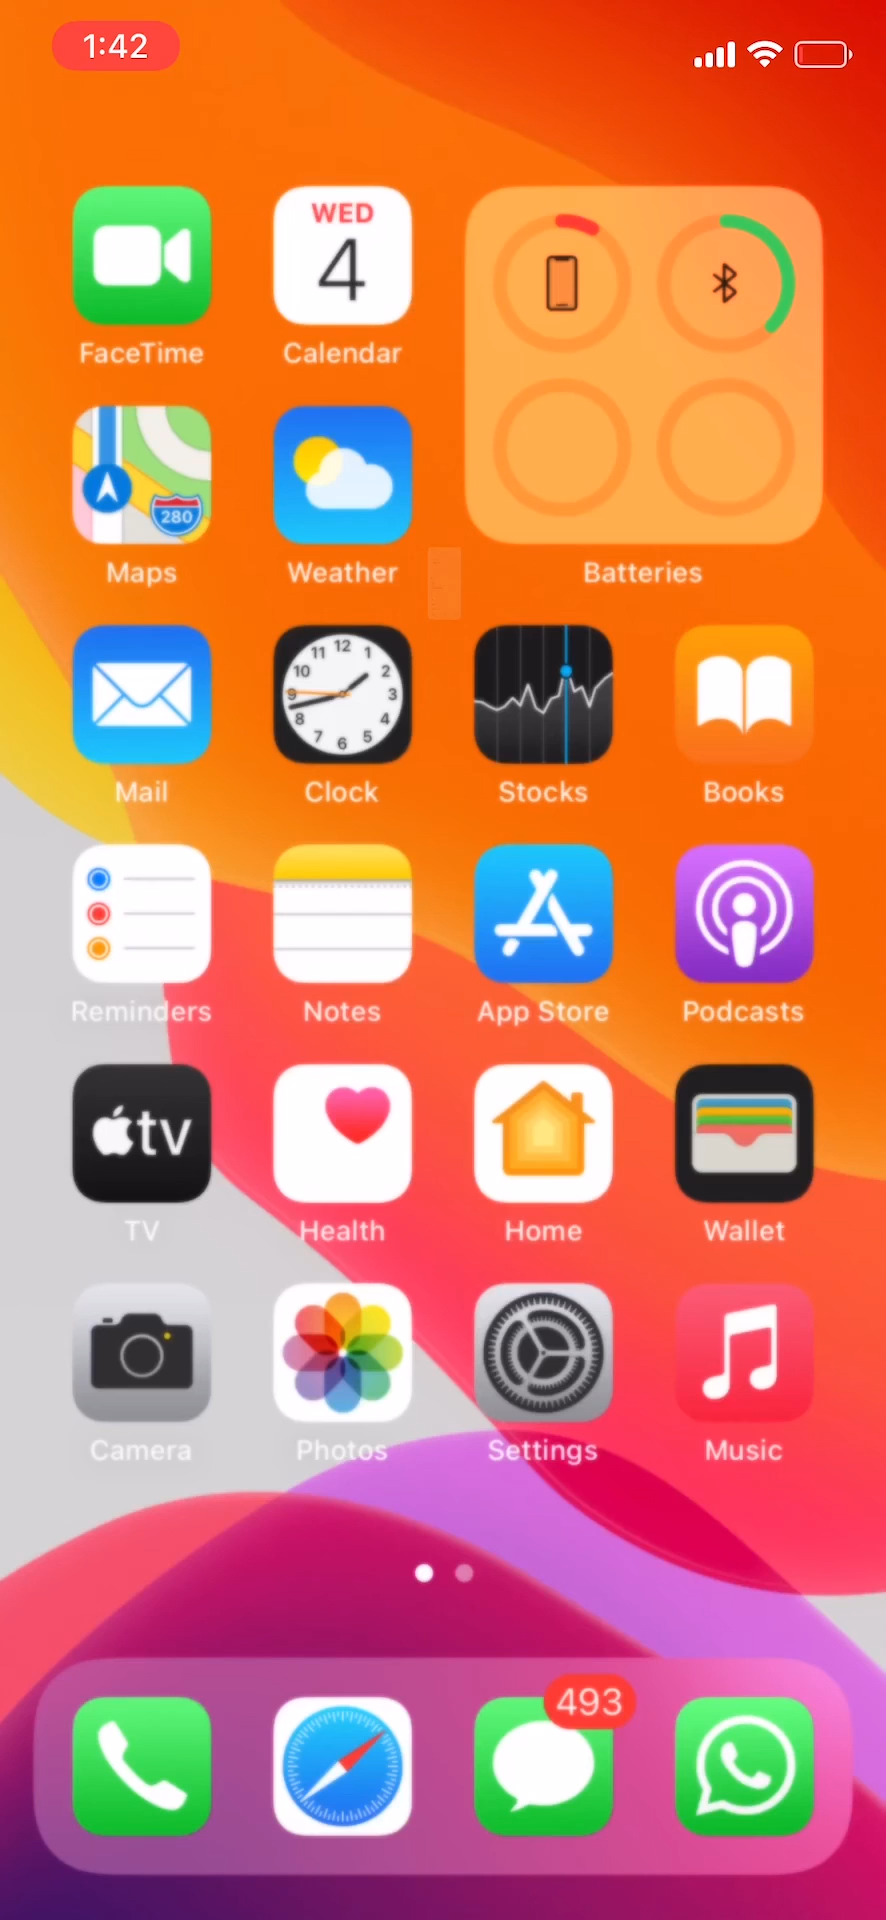 1:42
WED
4
FaceTime
Calendar
280
Maps
Weather
Batteries
12
11
1
10
2
9
3
8
4
7
5
6
Mail
Clock
Stocks
Books
Reminders
Notes
App Store
Podcasts
tv
TV
Health
Home
Wallet
Camera
Photos
Settings
Music
493